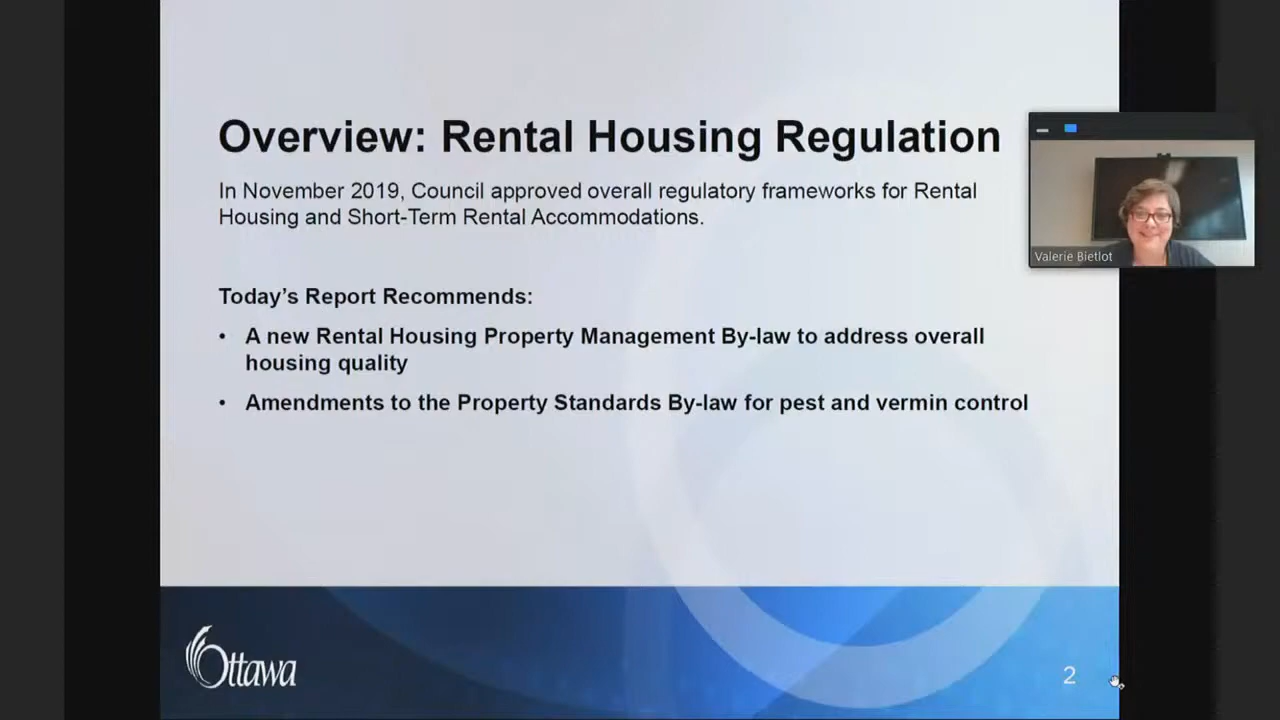 Overview: Rental Housing Regulation
In November 2019, Council approved overall regulatory frameworks for Rental
Housing and Short-Term Rental Accommodations.
Today's Report Recommends:
• A new Rental Housing Property Management By-law to address overall
housing quality
• Amendments to the Property Standards By-law for pest and vermin control
Valerie Bietlot
Ottawa
2